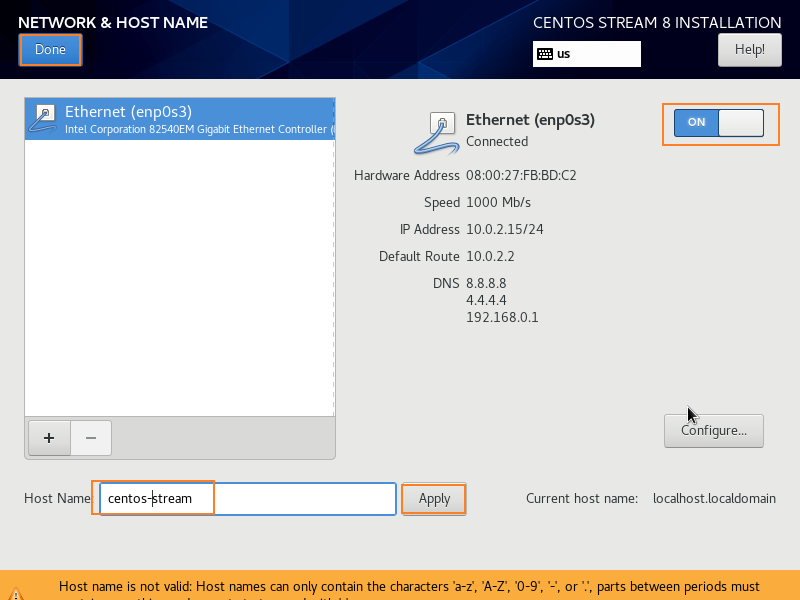 NETWORK & HOST NAME
CENTOS STREAM 8 INSTALLATION
Done
us
Help!
Ethernet (enp0s3)
Intel Corporation 82540EM Gigabit Ethernet Controller (
Ethernet (enp0s3)
Connected
ON
Hardware Address 08:00:27:FB:BD:C2
Speed 1000 Mb/s
IP Address 10.0.2.15/24
Default Route 10.0.2.2
DNS 8.8.8.8
4.4.4.4
192.168.0.1
+ −
Configure...
Host Name: centos-stream
Apply
Current host name: localhost.localdomain
Host name is not valid: Host names can only contain the characters 'a-z', 'A-Z', '0-9', '-', or '.', parts between periods must